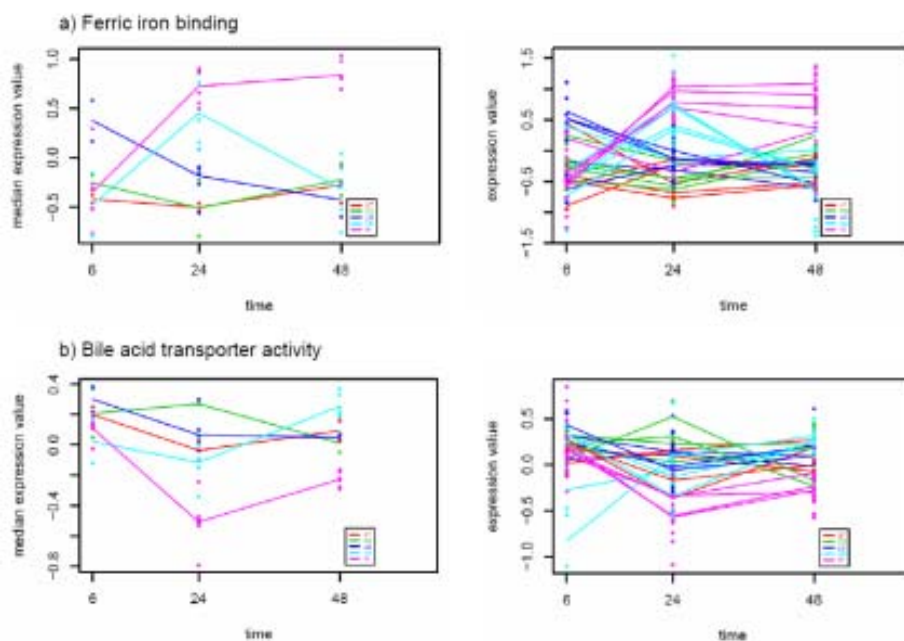 a) Ferric iron binding
median expression value
1.0
0.5
0.0
−0.5
6
24
48
time
expression value
1.5
0.5
−0.5
−1.5
6
24
48
time
b) Bile acid transporter activity
median expression value
0.4
0.0
−0.4
−0.8
6
24
48
time
expression value
0.5
0.0
−0.5
−1.0
6
24
48
time